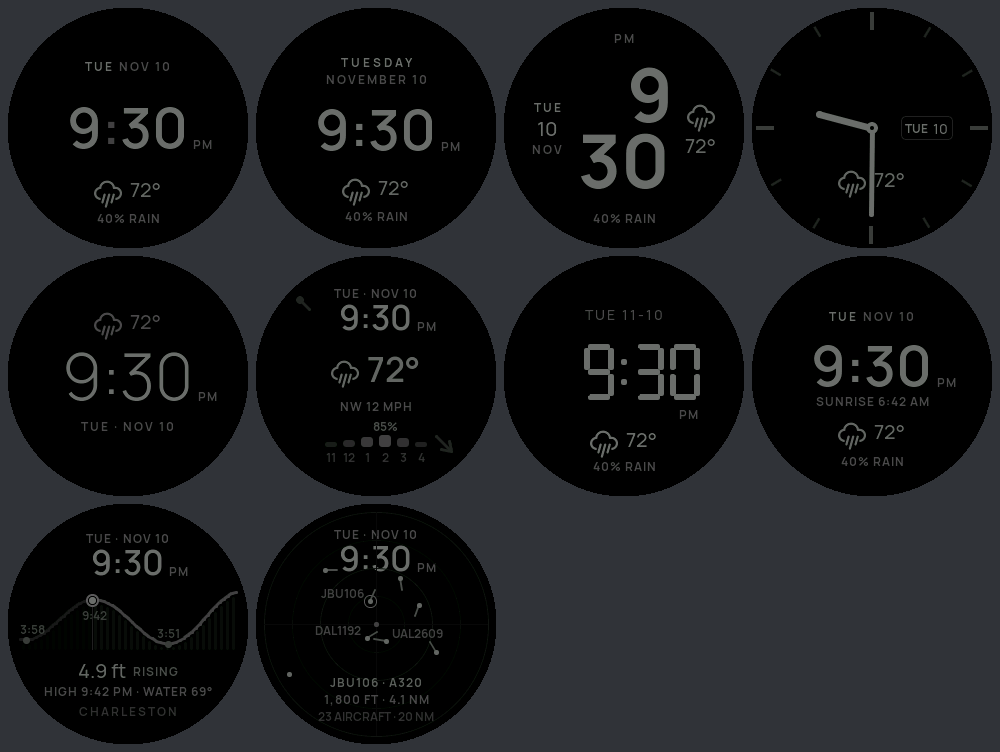 TUE NOV 10
9:30 PM
72°
40% RAIN
TUESDAY
NOVEMBER 10
9:30 PM
72°
40% RAIN
PM
TUE
10
NOV
9
30
72°
40% RAIN
TUE 10
72°
72°
9:30 PM
TUE · NOV 10
TUE · NOV 10
9:30 PM
72°
NW 12 MPH
85%
11 12 1 2 3 4
TUE 11-10
9:30
PM
72°
40% RAIN
TUE NOV 10
9:30 PM
SUNRISE 6:42 AM
72°
40% RAIN
TUE · NOV 10
9:30 PM
9:42
3:58
3:51
4.9 ft RISING
HIGH 9:42 PM · WATER 69°
CHARLESTON
TUE · NOV 10
9:30 PM
JBU106
DAL1192
UAL2609
JBU106 · A320
1,800 FT · 4.1 NM
23 AIRCRAFT · 20 NM